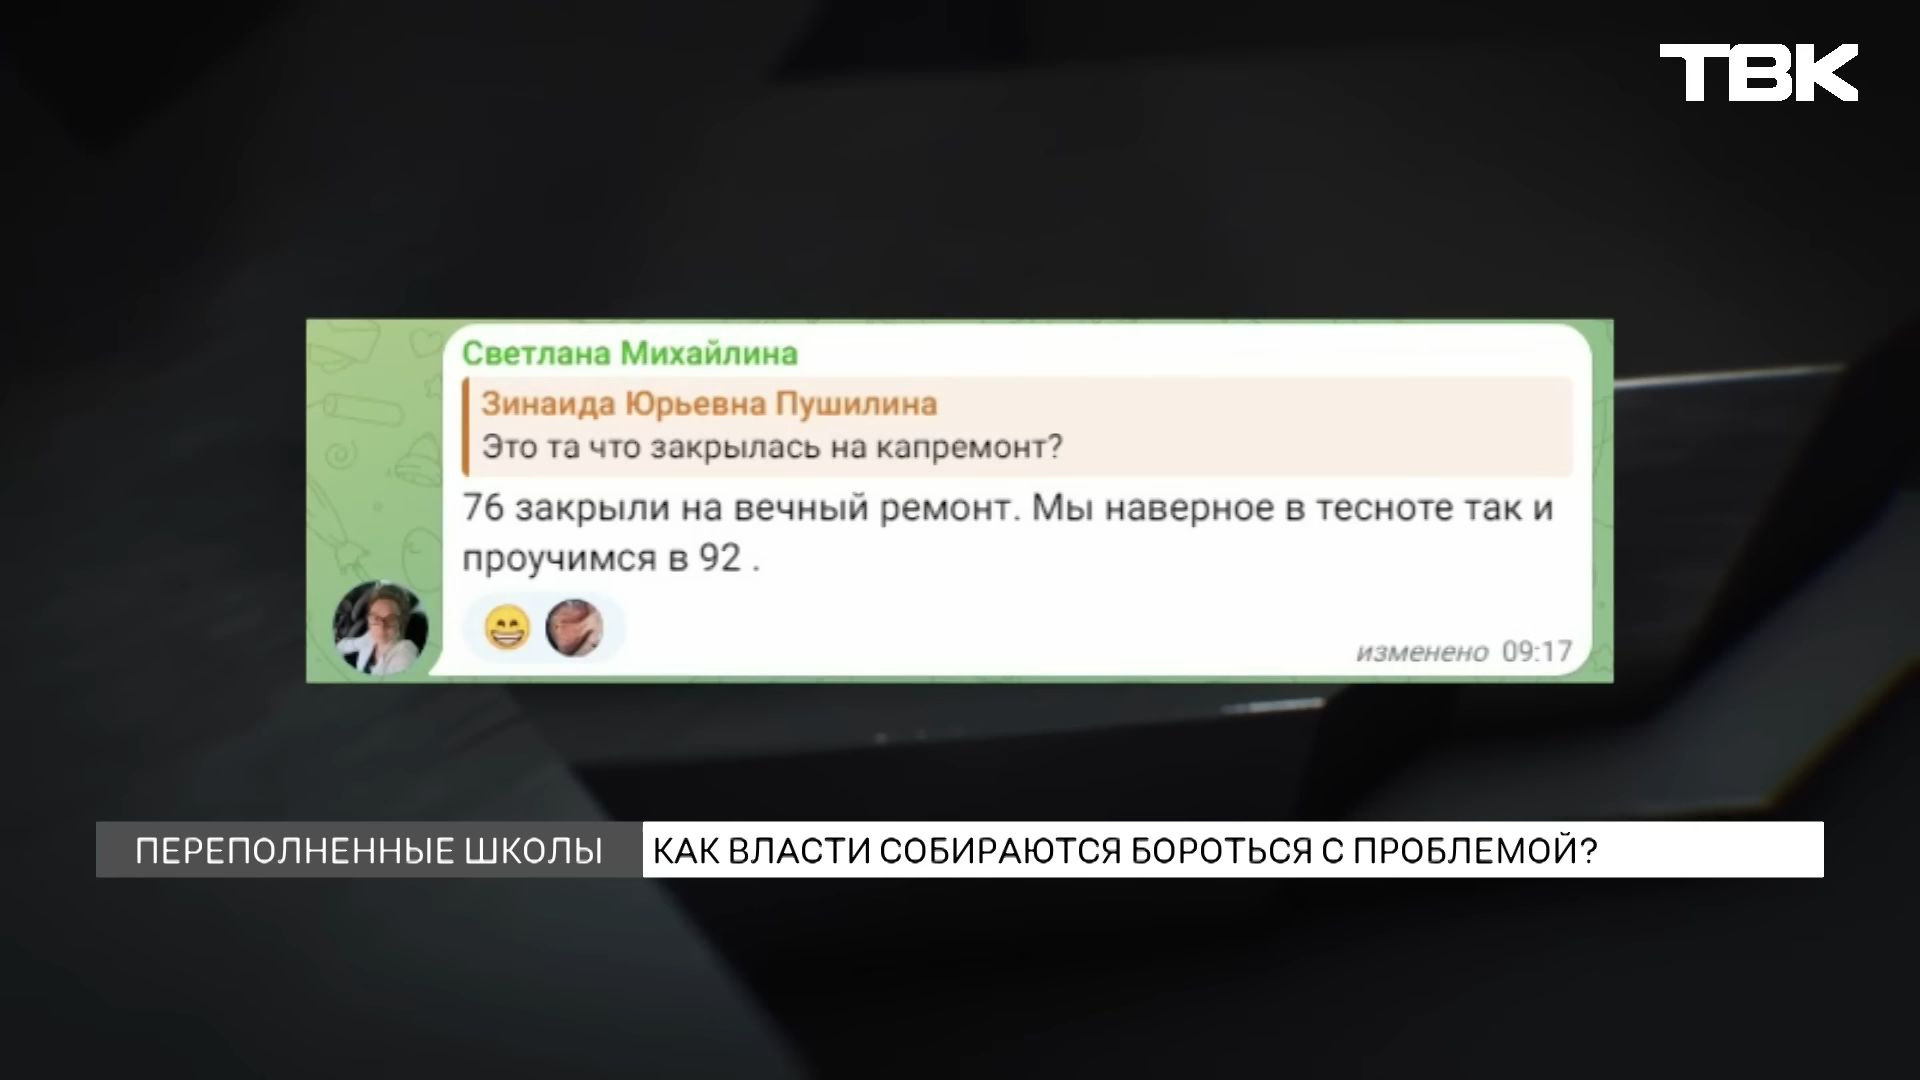 ТВК
Светлана Михайлина
Зинаида Юрьевна Пушилина
Это та что закрылась на капремонт?
76 закрыли на вечный ремонт. Мы наверное в тесноте так и
проучимся в 92 .
изменено 09:17
ПЕРЕПОЛНЕННЫЕ ШКОЛЫ КАК ВЛАСТИ СОБИРАЮТСЯ БОРОТЬСЯ С ПРОБЛЕМОЙ?